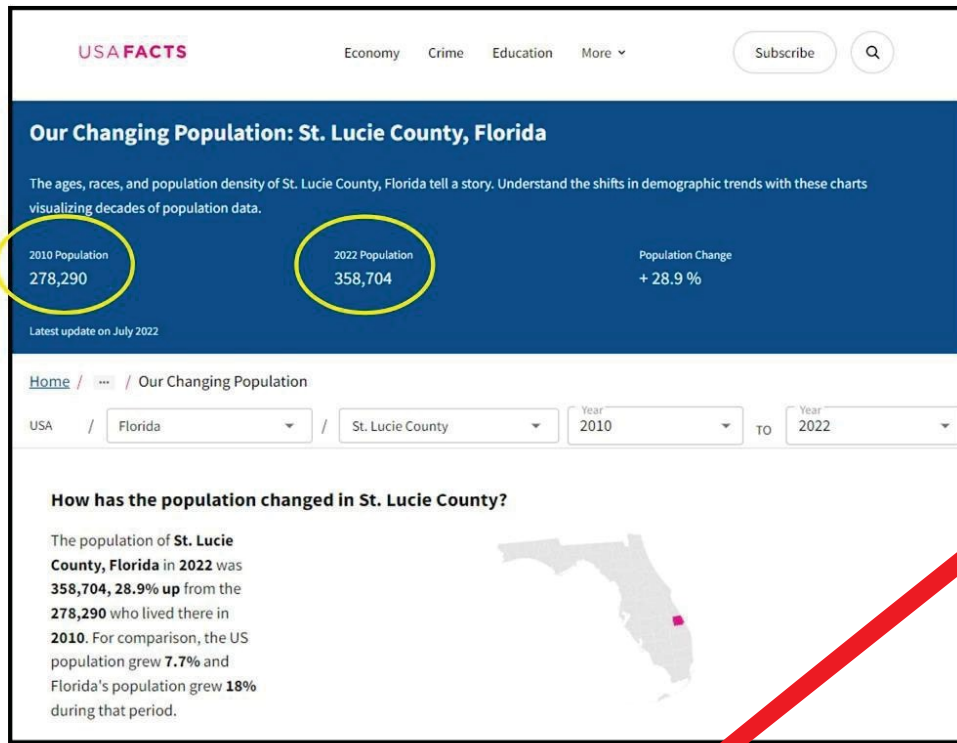 USAFACTS Economy Crime Education More Subscribe
Our Changing Population: St. Lucie County, Florida
The ages, races, and population density of St. Lucie County, Florida tell a story. Understand the shifts in demographic trends with these charts
visualizing decades of population data.
2010 Population 2022 Population Population Change
278,290 358,704 + 28.9 %
Latest update on July 2022
Home / ··· / Our Changing Population
Year Year
USA / Florida / St. Lucie County 2010 TO 2022
How has the population changed in St. Lucie County?
The population of St. Lucie
County, Florida in 2022 was
358,704, 28.9% up from the
278,290 who lived there in
2010. For comparison, the US
population grew 7.7% and
Florida's population grew 18%
during that period.